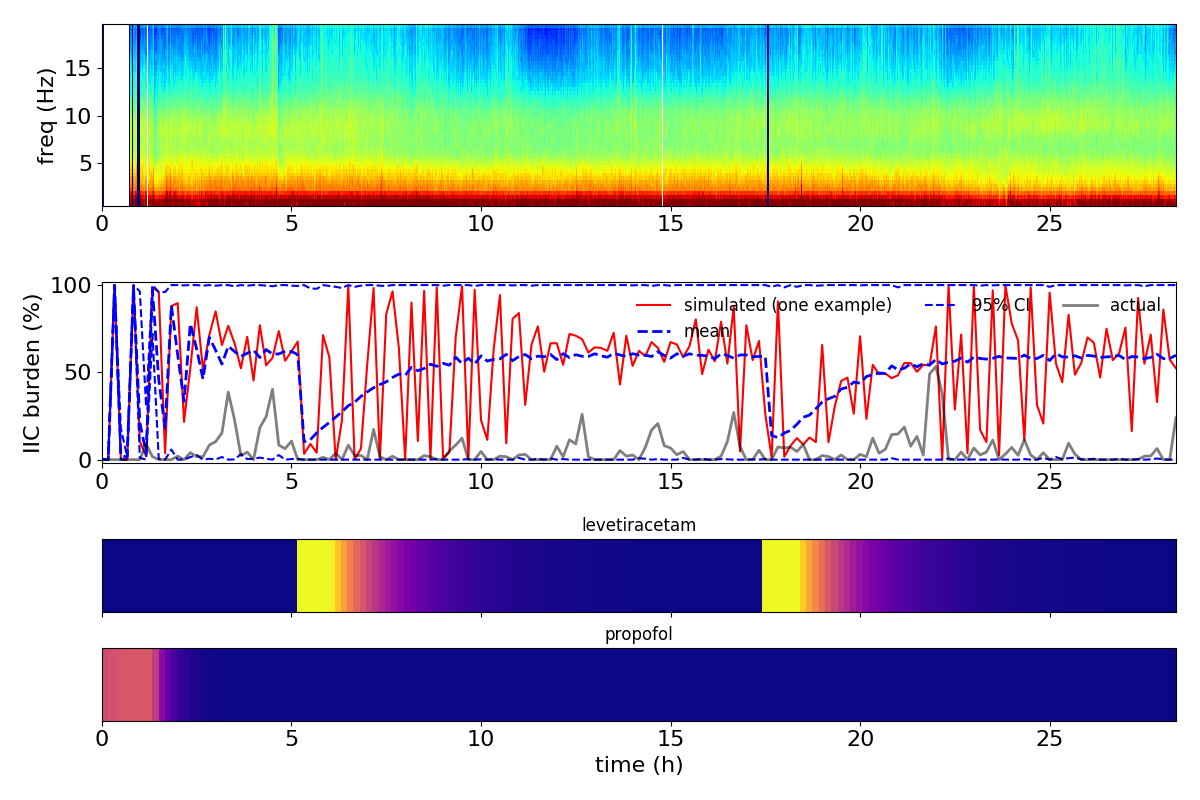 freq (Hz)
15
10
5
0 5 10 15 20 25
IIC burden (%)
100
50
0
simulated (one example) 95% CI actual
mean
0 5 10 15 20 25
levetiracetam
propofol
0 5 10 15 20 25
time (h)